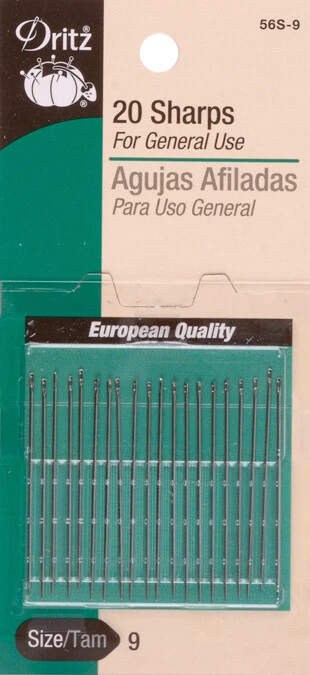 56S-9
Dritz®
®
20 Sharps
For General Use
Agujas Afiladas
Para Uso General
European Quality
Size/Tam 9